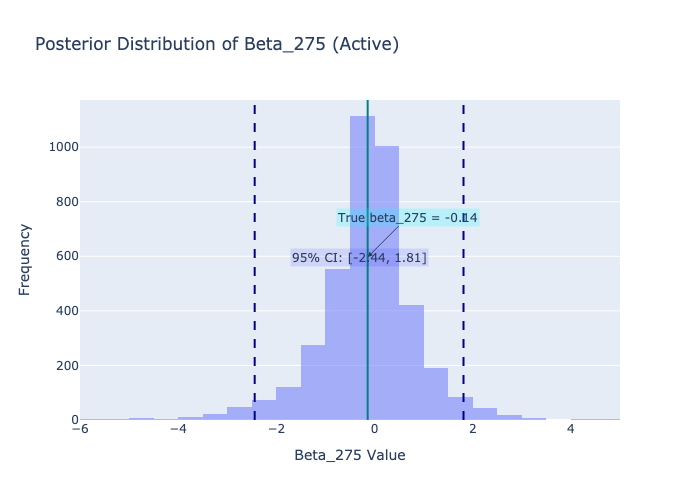 Posterior Distribution of Beta_275 (Active)
1000
800
True beta_275 = -0.14
600
95% CI: [-2.44, 1.81]
400
200
0
Frequency
−6
−4
−2
0
2
4
Beta_275 Value